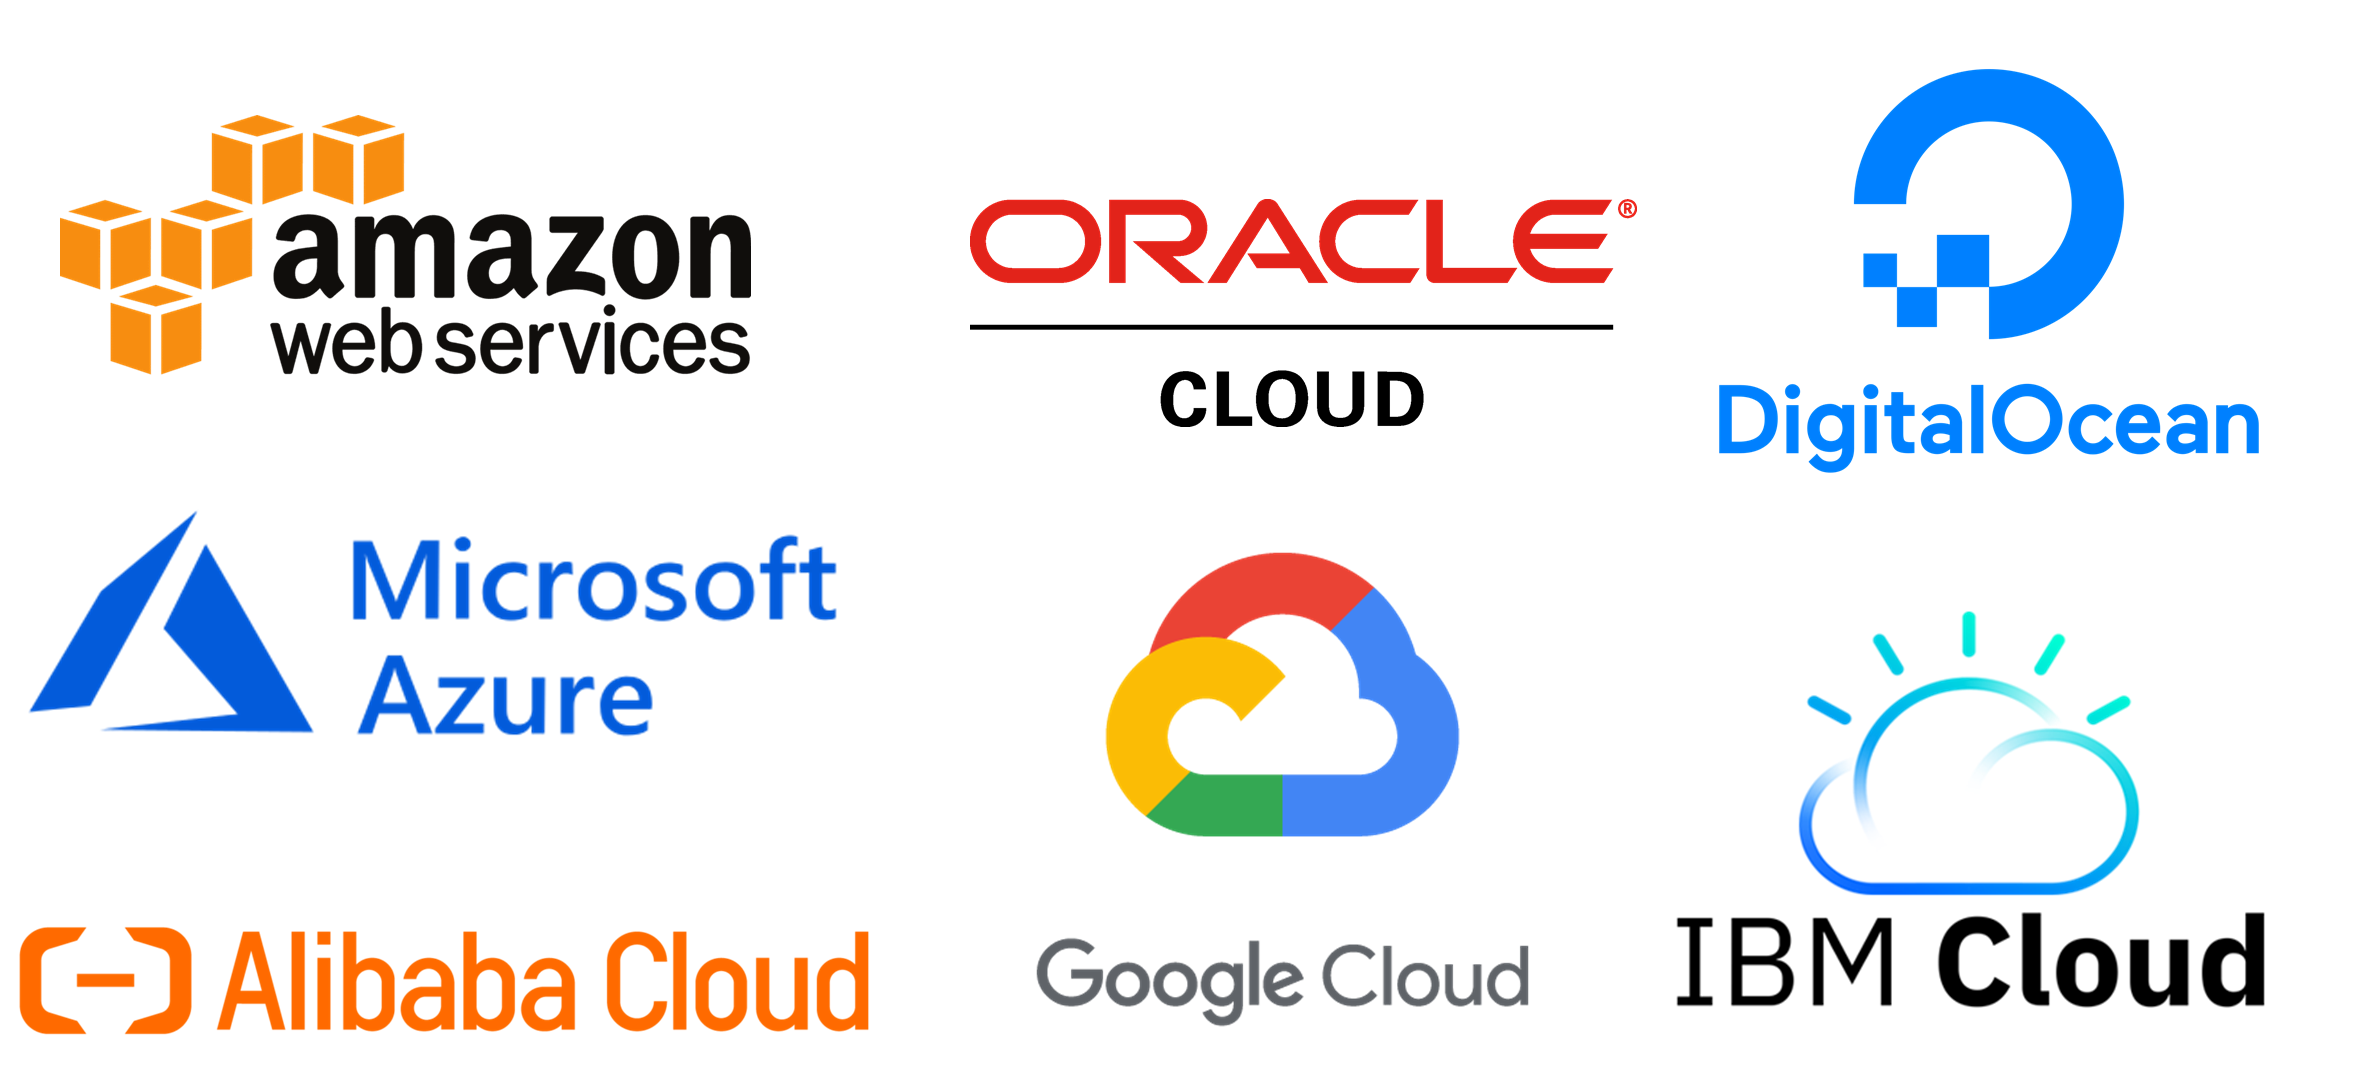 amazon
web services
ORACLE®
CLOUD
DigitalOcean
Microsoft
Azure
Google Cloud
IBM Cloud
Alibaba Cloud